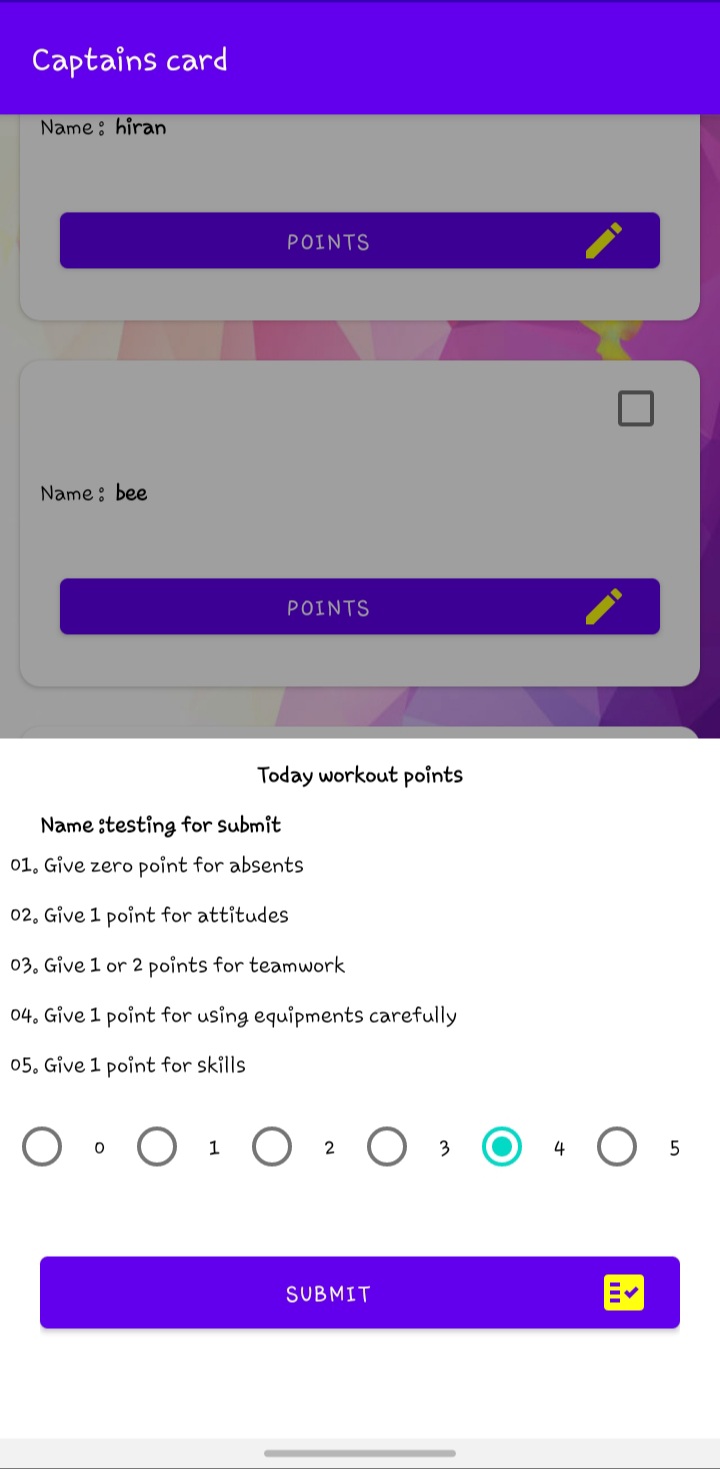 Captains card
Name : hiran
POINTS
Name : bee
POINTS
Today workout points
Name :testing for submit
01. Give zero point for absents
02. Give 1 point for attitudes
03. Give 1 or 2 points for teamwork
04. Give 1 point for using equipments carefully
05. Give 1 point for skills
0 1 2 3 4 5
SUBMIT